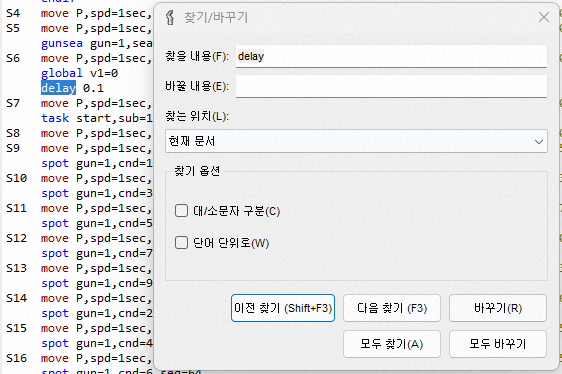 S4 move P,spd=1sec,
S5 move P,spd=1sec,
gunsea gun=1,sea
S6 move P,spd=1sec,
global v1=0
delay 0.1
S7 move P,spd=1sec,
task start,sub=1
S8 move P,spd=1sec,
S9 move P,spd=1sec,
spot gun=1,cnd=1
S10 move P,spd=1sec,
spot gun=1,cnd=3
S11 move P,spd=1sec,
spot gun=1,cnd=5
S12 move P,spd=1sec,
spot gun=1,cnd=7
S13 move P,spd=1sec,
spot gun=1,cnd=9
S14 move P,spd=1sec,
spot gun=1,cnd=2
S15 move P,spd=1sec,
spot gun=1,cnd=4
S16 move P,spd=1sec,
찾기/바꾸기
찾을 내용(F): delay
바꿀 내용(E):
찾는 위치(L):
현재 문서
찾기 옵션
대/소문자 구분(C)
단어 단위로(W)
이전 찾기 (Shift+F3) 다음 찾기 (F3) 바꾸기(R)
모두 찾기(A) 모두 바꾸기